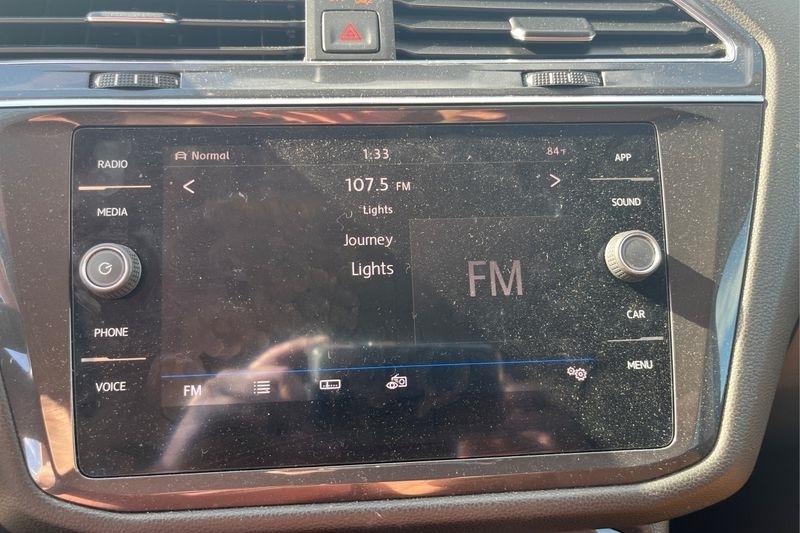 RADIO
MEDIA
PHONE
VOICE
Normal
1:33
84°F
107.5 FM
Lights
Journey
Lights
FM
FM
APP
SOUND
CAR
MENU